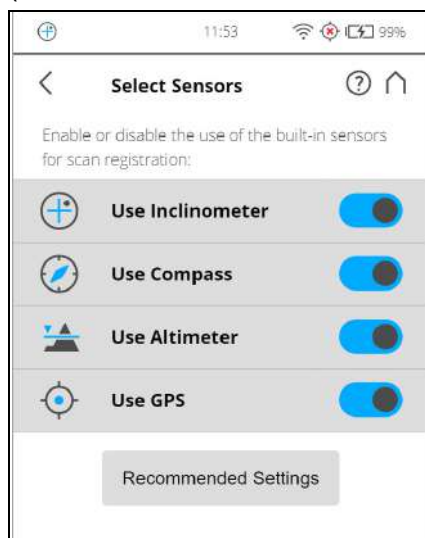 11:53 99%
Select Sensors
Enable or disable the use of the built-in sensors
for scan registration:
Use Inclinometer
Use Compass
Use Altimeter
Use GPS
Recommended Settings